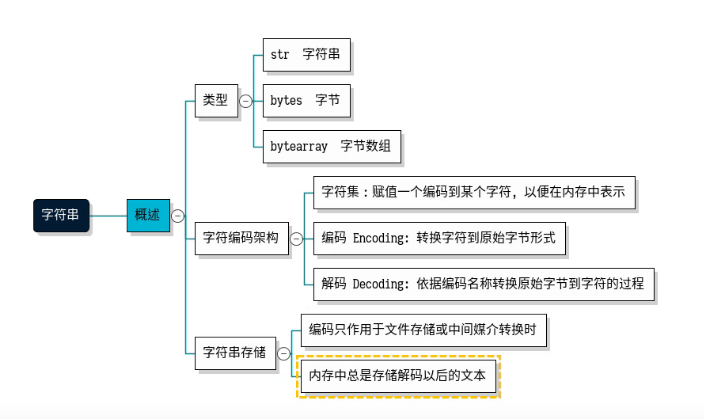 字符串
概述
类型
str 字符串
bytes 字节
bytearray 字节数组
字符编码架构
字符集：赋值一个编码到某个字符，以便在内存中表示
编码 Encoding: 转换字符到原始字节形式
解码 Decoding: 依据编码名称转换原始字节到字符的过程
字符串存储
编码只作用于文件存储或中间媒介转换时
内存中总是存储解码以后的文本